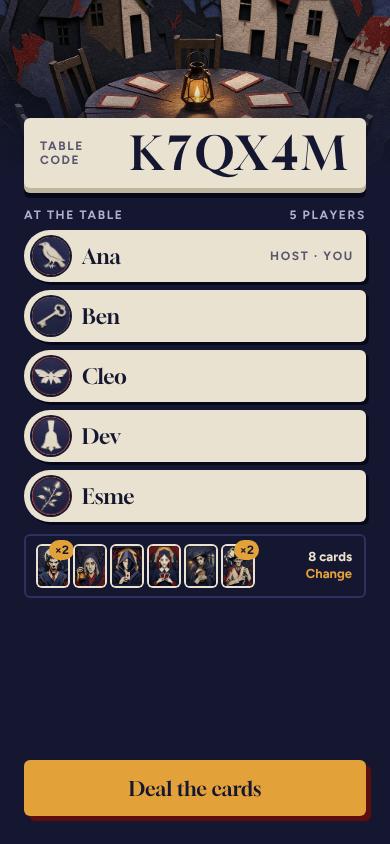 TABLE
CODE
K7QX4M
AT THE TABLE
5 PLAYERS
Ana
HOST · YOU
Ben
Cleo
Dev
Esme
×2
×2
8 cards
Change
Deal the cards